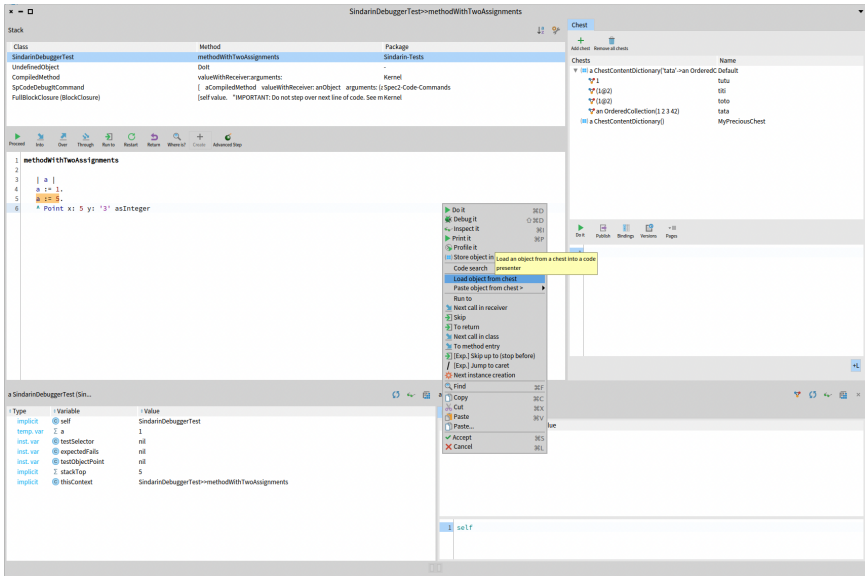 SindarinDebuggerTest>>methodWithTwoAssignments
Stack
Class Method Package
SindarinDebuggerTest methodWithTwoAssignments Sindarin-Tests
UndefinedObject DoIt -
CompiledMethod valueWithReceiver:arguments: Kernel
SpCodeDebugItCommand [ aCompiledMethod valueWithReceiver: anObject arguments: (a Spec2-Code-Commands
FullBlockClosure (BlockClosure) [self value. "IMPORTANT: Do not step over next line of code. See m Kernel
Proceed Into Over Through Run to Restart Return Where is? Create Advanced Step
1 methodWithTwoAssignments
2
3 | a |
4 a := 1.
5 a := 5.
6 ^ Point x: 5 y: '3' asInteger
Chest
Add chest Remove all chests
Chests Name
a ChestContentDictionary('tata'->an OrderedC Default
1 tutu
(1@2) titi
(1@2) toto
an OrderedCollection(1 2 3 42) tata
a ChestContentDictionary() MyPreciousChest
Do it Publish Bindings Versions Pages
+L
Do it ⌘D
Debug it ⇧⌘D
Inspect it ⌘I
Print it ⌘P
Profile it
Store object in
Load an object from a chest into a code
presenter
Code search
Load object from chest
Paste object from chest >
Run to
Next call in receiver
Skip
To return
Next call in class
To method entry
[Exp.] Skip up to (stop before)
[Exp.] Jump to caret
Next instance creation
Find ⌘F
Copy ⌘C
Cut ⌘X
Paste ⌘V
Paste...
Accept ⌘S
Cancel ⌘L
a SindarinDebuggerTest (Sin...
Type Variable Value
implicit self SindarinDebuggerTest
temp. var a 1
inst. var testSelector nil
inst. var expectedFails nil
inst. var testObjectPoint nil
implicit stackTop 5
implicit thisContext SindarinDebuggerTest>>methodWithTwoAssignments
a
lue
1 self